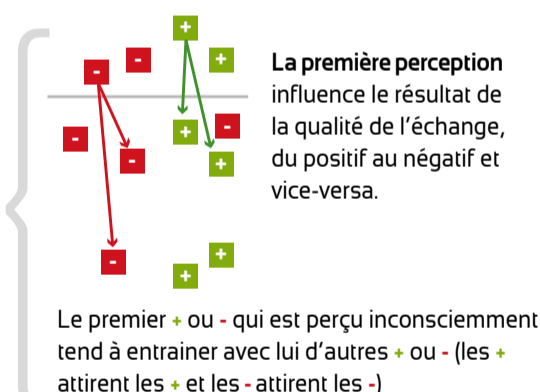 +
-
-
+
+
-
-
-
+
+
-
+
La première perception
influence le résultat de
la qualité de l'échange,
du positif au négatif et
vice-versa.
Le premier + ou - qui est perçu inconsciemment
tend à entrainer avec lui d'autres + ou - (les +
attirent les + et les - attirent les -)